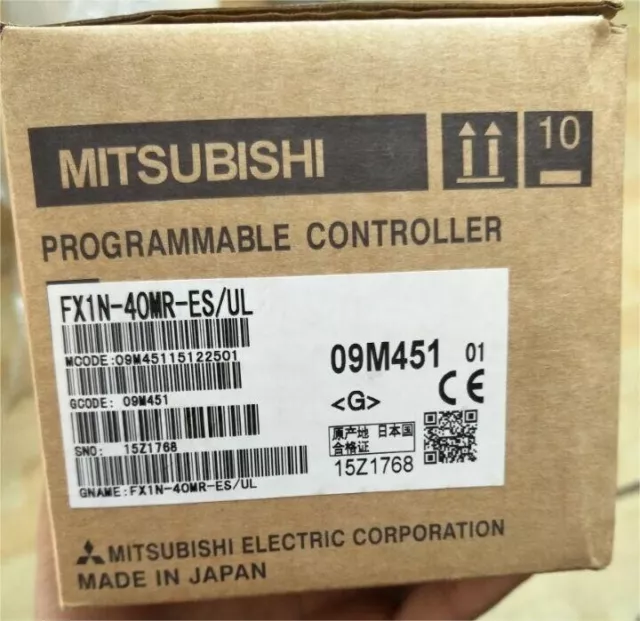 MITSUBISHI
10
PROGRAMMABLE CONTROLLER
FX1N-40MR-ES/UL
MCODE:09M45115122501
GCODE: 09M451
SNO: 15Z1768
GNAME:FX1N-40MR-ES/UL
09M451 01
<G>
CE
原产地 日本国
合格证
15Z1768
MITSUBISHI ELECTRIC CORPORATION
MADE IN JAPAN